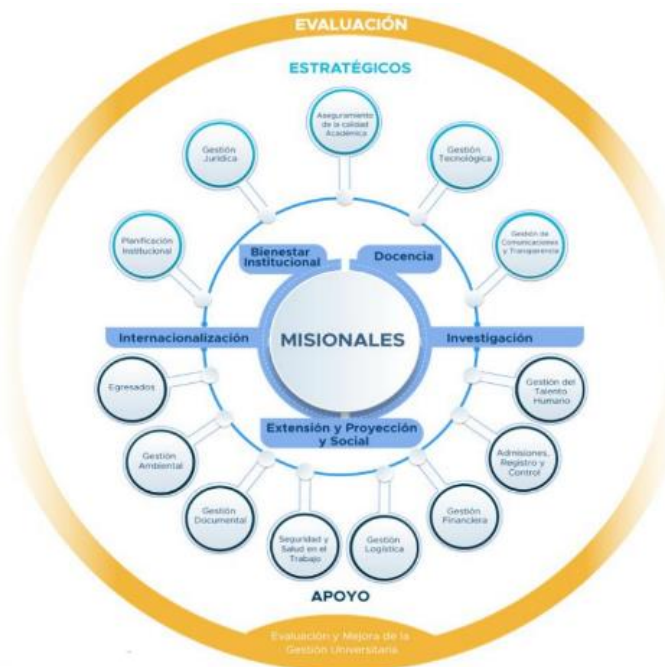 EVALUACIÓN
ESTRATÉGICOS
Aseguramiento
de la calidad
Académica
Gestión
Jurídica
Gestión
Tecnológica
Planificación
Institucional
Gestión de
Comunicaciones
y Transparencia
Bienestar
Institucional
Docencia
Internacionalización
MISIONALES
Investigación
Egresados
Gestión del
Talento
Humano
Extensión y Proyección
y Social
Gestión
Ambiental
Admisiones,
Registro y
Control
Gestión
Documental
Seguridad y
Salud en el
Trabajo
Gestión
Logística
Gestión
Financiera
APOYO
Evaluación y Mejora de la
Gestión Universitaria